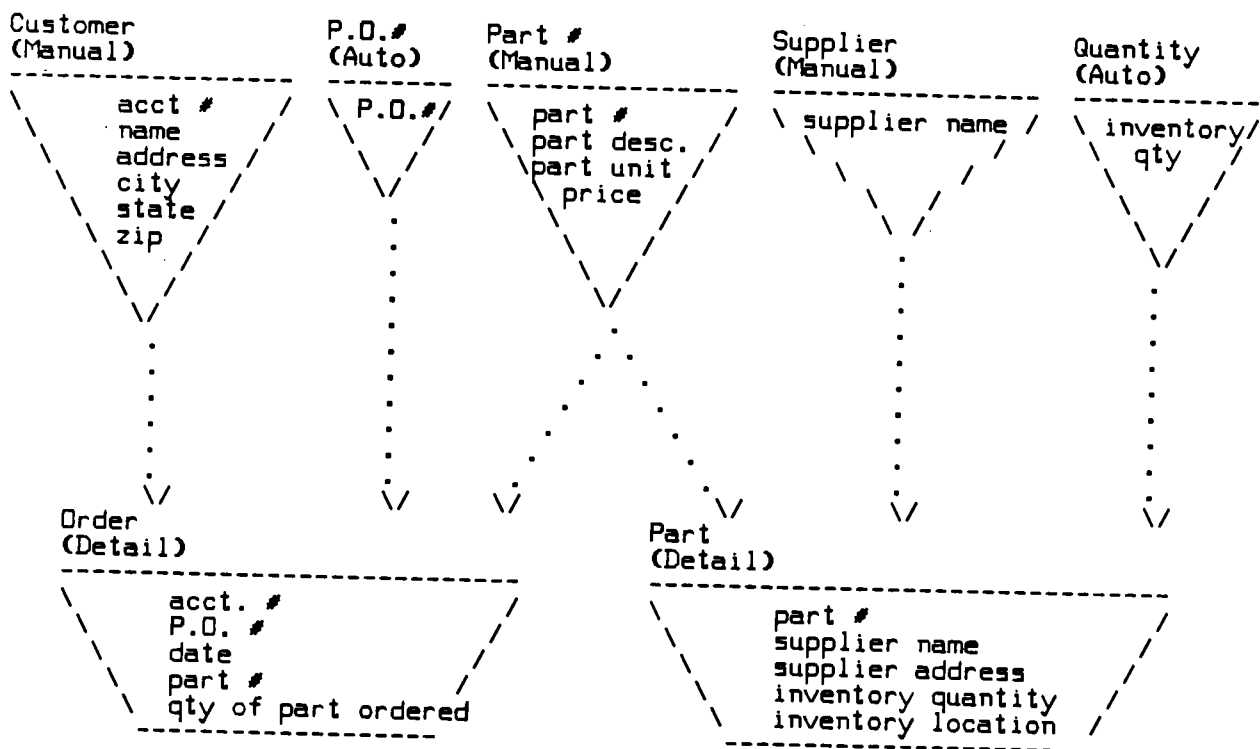 Customer
(Manual)
acct #
name
address
city
state
zip
P.O.#
(Auto)
P.O.#
Part #
(Manual)
part #
part desc.
part unit
price
Supplier
(Manual)
supplier name
Quantity
(Auto)
inventory
qty
Order
(Detail)
acct. #
P.O. #
date
part #
qty of part ordered
Part
(Detail)
part #
supplier name
supplier address
inventory quantity
inventory location